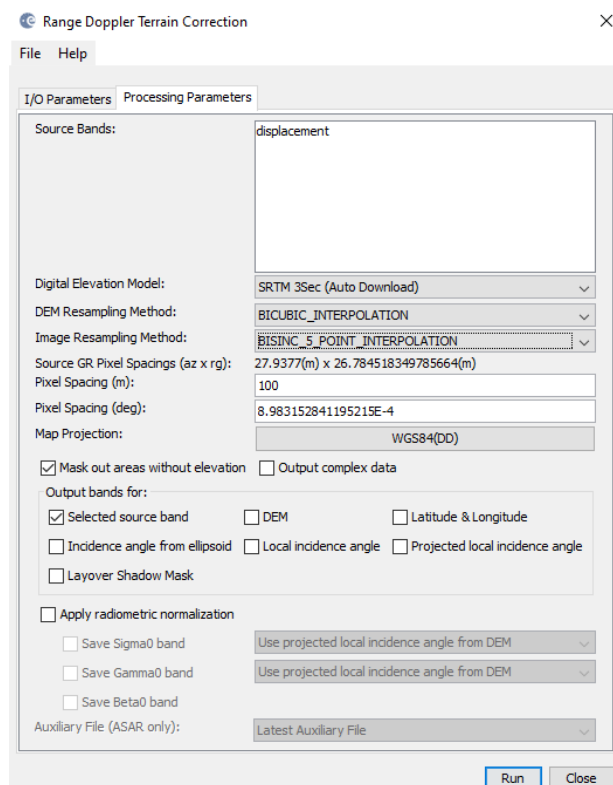 Range Doppler Terrain Correction
File Help
I/O Parameters Processing Parameters
Source Bands: displacement
Digital Elevation Model: SRTM 3Sec (Auto Download)
DEM Resampling Method: BICUBIC_INTERPOLATION
Image Resampling Method: BISINC_5_POINT_INTERPOLATION
Source GR Pixel Spacings (az x rg): 27.9377(m) x 26.784518349785664(m)
Pixel Spacing (m): 100
Pixel Spacing (deg): 8.983152841195215E-4
Map Projection: WGS84(DD)
Mask out areas without elevation Output complex data
Output bands for:
Selected source band DEM Latitude & Longitude
Incidence angle from ellipsoid Local incidence angle Projected local incidence angle
Layover Shadow Mask
Apply radiometric normalization
Save Sigma0 band Use projected local incidence angle from DEM
Save Gamma0 band Use projected local incidence angle from DEM
Save Beta0 band
Auxiliary File (ASAR only): Latest Auxiliary File
Run Close